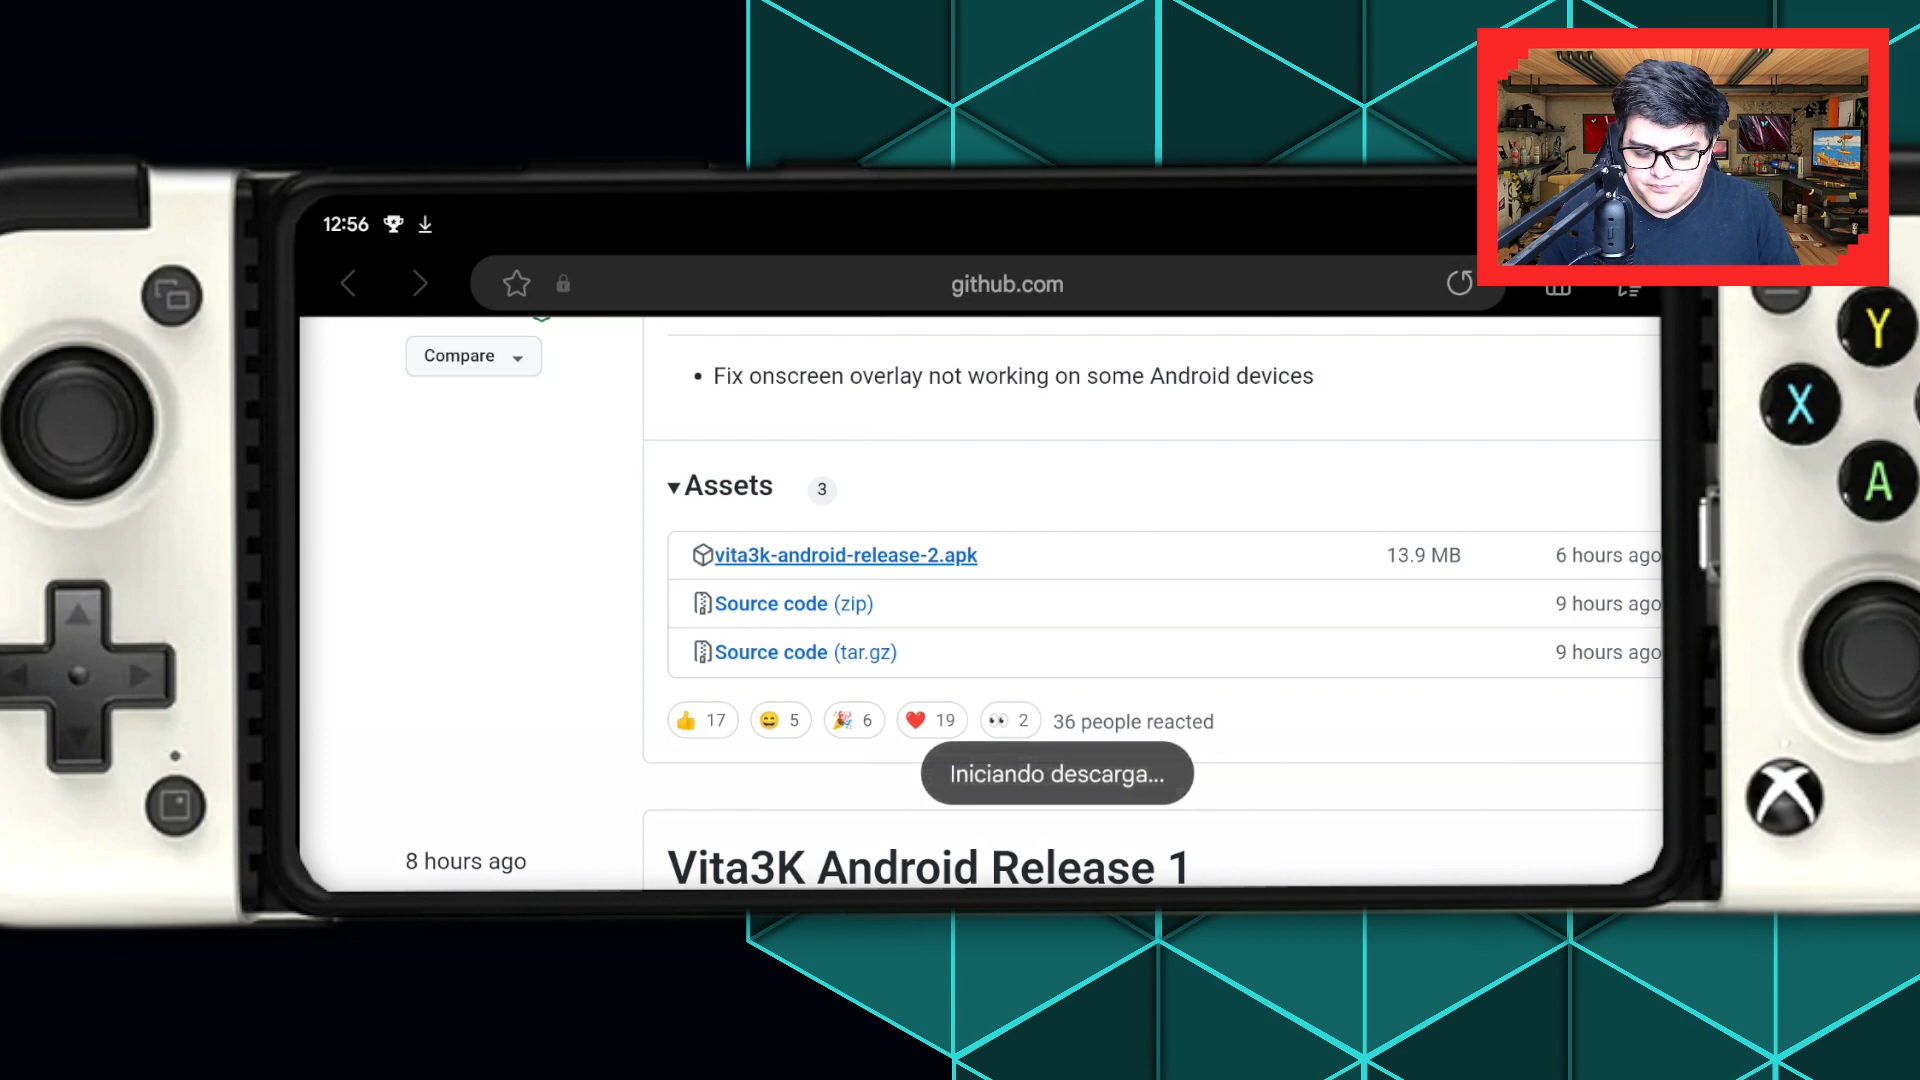 12:56
github.com
Compare
Fix onscreen overlay not working on some Android devices
Assets 3
vita3k-android-release-2.apk 13.9 MB 6 hours ago
Source code (zip) 9 hours ago
Source code (tar.gz) 9 hours ago
👍 17 😄 5 🎉 6 ❤️ 19 👀 2 36 people reacted
Iniciando descarga...
8 hours ago
Vita3K Android Release 1
Y
X
A